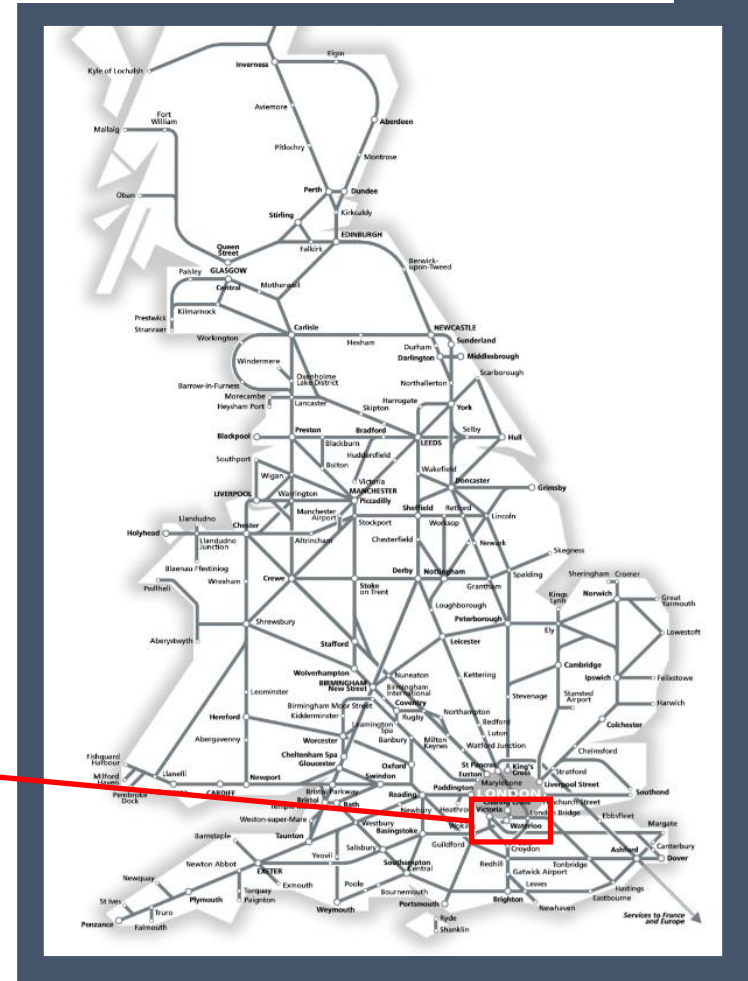 Elgin
Inverness
Kyle of Lochalsh
Aviemore
Fort
William
Mallaig
Aberdeen
Pitlochry
Montrose
Perth
Dundee
Oban
Stirling
Kirkcaldy
Queen
Street
Falkirk
EDINBURGH
Berwick-
upon-Tweed
Paisley
GLASGOW
Central
Motherwell
Prestwick
Kilmarnock
Stranraer
Carlisle
NEWCASTLE
Workington
Hexham
Sunderland
Durham
Darlington
Middlesbrough
Windermere
Oxenholme
Lake District
Scarborough
Barrow-in-Furness
Northallerton
Morecambe
Heysham Port
Lancaster
Harrogate
Skipton
York
Blackpool
Preston
Bradford
LEEDS
Selby
Hull
Blackburn
Huddersfield
Southport
Bolton
Wakefield
Wigan
Victoria
Doncaster
MANCHESTER
Piccadilly
LIVERPOOL
Warrington
Grimsby
Manchester
Airport
Sheffield
Retford
Lincoln
Llandudno
Stockport
Worksop
Holyhead
Chester
Llandudno
Junction
Altrincham
Chesterfield
Newark
Skegness
Blaenau Ffestiniog
Crewe
Derby
Nottingham
Spalding
Sheringham
Cromer
Pwllheli
Wrexham
Stoke
on Trent
Grantham
Kings
Lynn
Norwich
Great
Yarmouth
Loughborough
Shrewsbury
Peterborough
Ely
Lowestoft
Aberystwyth
Stafford
Leicester
Wolverhampton
Nuneaton
Kettering
Cambridge
BIRMINGHAM
New Street
Birmingham
International
Ipswich
Felixstowe
Leominster
Coventry
Stevenage
Stansted
Airport
Birmingham Moor Street
Harwich
Hereford
Kidderminster
Rugby
Northampton
Leamington
Spa
Bedford
Colchester
Abergavenny
Worcester
Banbury
Milton
Keynes
Luton
Fishguard
Harbour
Cheltenham Spa
Watford Junction
Chelmsford
Gloucester
Oxford
St Pancras
King's
Cross
Milford
Haven
Llanelli
Newport
Swindon
Euston
Stratford
Marylebone
Liverpool Street
Pembroke
Dock
CARDIFF
Bristol Parkway
Reading
Paddington
LONDON
Southend
Bristol
Bath
Newbury
Heathrow
Charing Cross
Fenchurch Street
Victoria
London Bridge
Ebbsfleet
Weston-super-Mare
Westbury
Waterloo
Margate
Barnstaple
Taunton
Basingstoke
Woking
Croydon
Canterbury
Yeovil
Salisbury
Guildford
Redhill
Tonbridge
Ashford
Dover
Newton Abbot
EXETER
Southampton
Central
Gatwick Airport
Newquay
Exmouth
Poole
Lewes
Hastings
St Ives
Torquay
Paignton
Bournemouth
Eastbourne
Plymouth
Weymouth
Portsmouth
Brighton
Newhaven
Truro
Ryde
Services to France
and Europe
Penzance
Falmouth
Shanklin